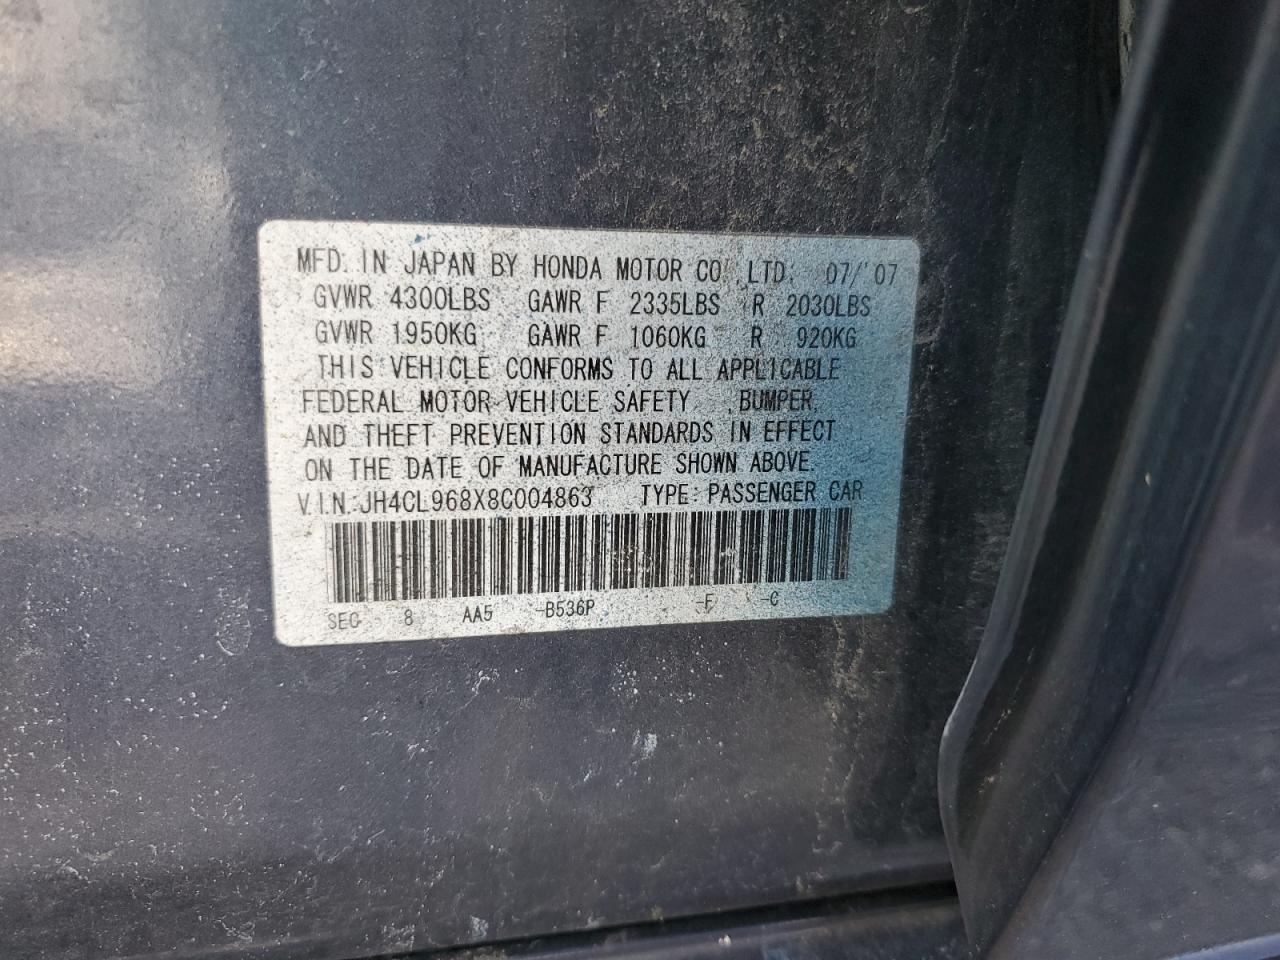 MFD. IN JAPAN BY HONDA MOTOR CO.,LTD. 07/'07
GVWR 4300LBS GAWR F 2335LBS R 2030LBS
GVWR 1950KG GAWR F 1060KG R 920KG
THIS VEHICLE CONFORMS TO ALL APPLICABLE
FEDERAL MOTOR-VEHICLE SAFETY ,BUMPER,
AND THEFT PREVENTION STANDARDS IN EFFECT
ON THE DATE OF MANUFACTURE SHOWN ABOVE.
V.I.N.:JH4CL968X8C004863 TYPE: PASSENGER CAR
SEC 8 AA5 -B536P -F -C